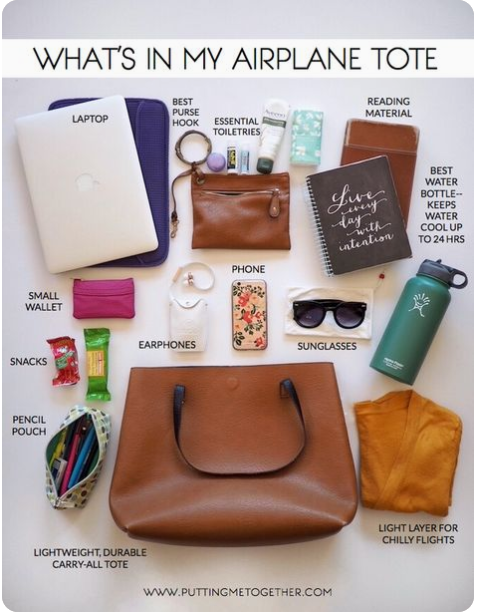 WHAT'S IN MY AIRPLANE TOTE
LAPTOP
BEST
PURSE
HOOK
ESSENTIAL
TOILETRIES
READING
MATERIAL
Live
every
day
with
intention
BEST
WATER
BOTTLE--
KEEPS
WATER
COOL UP
TO 24 HRS
SMALL
WALLET
EARPHONES
PHONE
SUNGLASSES
SNACKS
PENCIL
POUCH
LIGHTWEIGHT, DURABLE
CARRY-ALL TOTE
LIGHT LAYER FOR
CHILLY FLIGHTS
WWW.PUTTINGMETOGETHER.COM